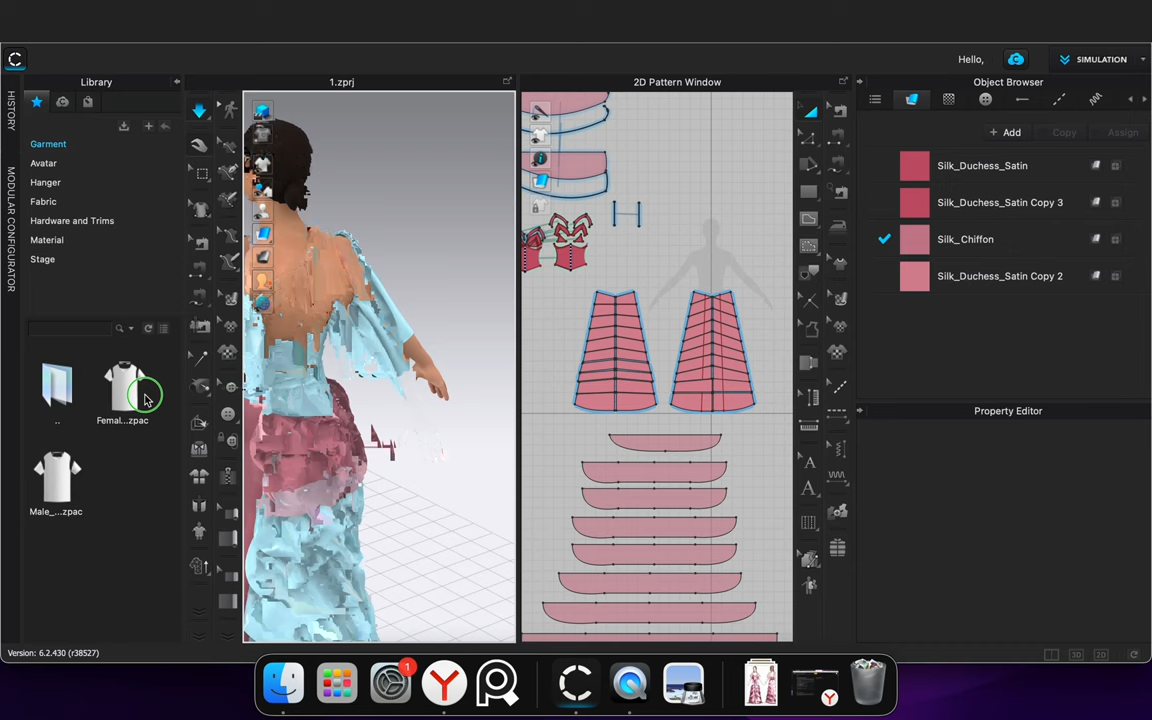 Hello,
SIMULATION
Library
1.zprj
2D Pattern Window
Object Browser
HISTORY
MODULAR CONFIGURATOR
Garment
Avatar
Hanger
Fabric
Hardware and Trims
Material
Stage
..
Femal...zpac
Male_...zpac
+ Add
Copy
Assign
Silk_Duchess_Satin
Silk_Duchess_Satin Copy 3
Silk_Chiffon
Silk_Duchess_Satin Copy 2
Property Editor
A
A
Version: 6.2.430 (r38527)
3D
2D
1